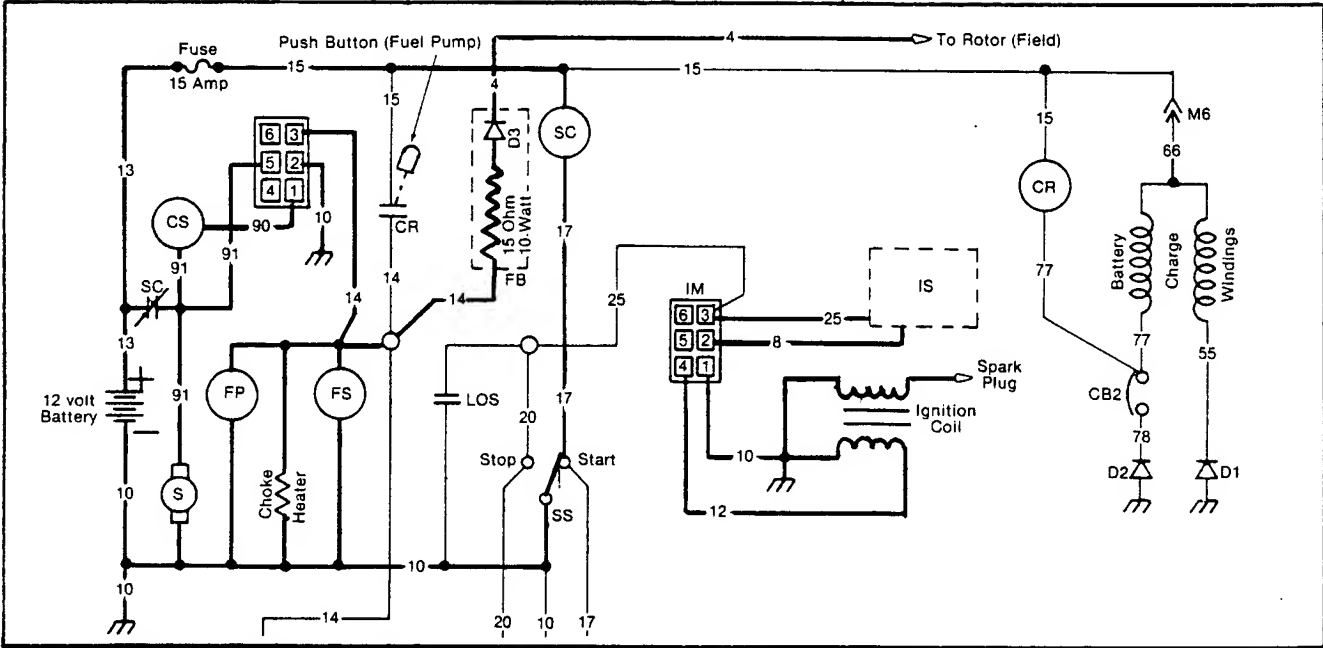 Fuse
15 Amp
15
Push Button (Fuel Pump)
4
To Rotor (Field)
15
4
15
15
M6
66
D3
SC
6 3
5 2
4 1
13
CS
90
10
CR
15 Ohm
10-Watt
FB
17
CR
77
Battery
Charge
Windings
91
91
SC
14
14
14
25
IM
6 3
5 2
4 1
25
IS
8
77
55
13
+
12 volt
Battery
−
91
FP
FS
LOS
20
17
Spark
Plug
Ignition
Coil
CB2
78
Stop
Start
10
D2
D1
10
S
Choke
Heater
SS
12
10
10
14
20
10
17